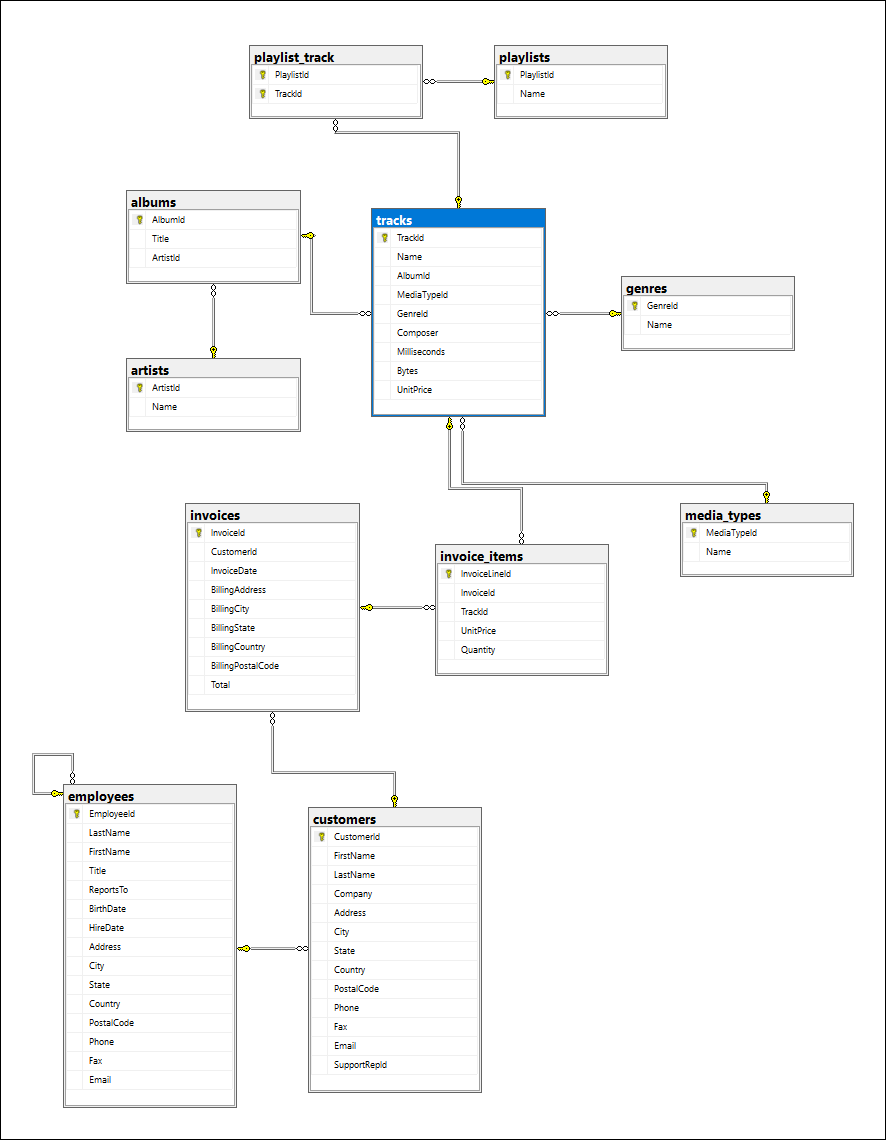 playlist_track
PlaylistId
TrackId
playlists
PlaylistId
Name
albums
AlbumId
Title
ArtistId
tracks
TrackId
Name
AlbumId
MediaTypeId
GenreId
Composer
Milliseconds
Bytes
UnitPrice
genres
GenreId
Name
artists
ArtistId
Name
invoices
InvoiceId
CustomerId
InvoiceDate
BillingAddress
BillingCity
BillingState
BillingCountry
BillingPostalCode
Total
invoice_items
InvoiceLineId
InvoiceId
TrackId
UnitPrice
Quantity
media_types
MediaTypeId
Name
employees
EmployeeId
LastName
FirstName
Title
ReportsTo
BirthDate
HireDate
Address
City
State
Country
PostalCode
Phone
Fax
Email
customers
CustomerId
FirstName
LastName
Company
Address
City
State
Country
PostalCode
Phone
Fax
Email
SupportRepId